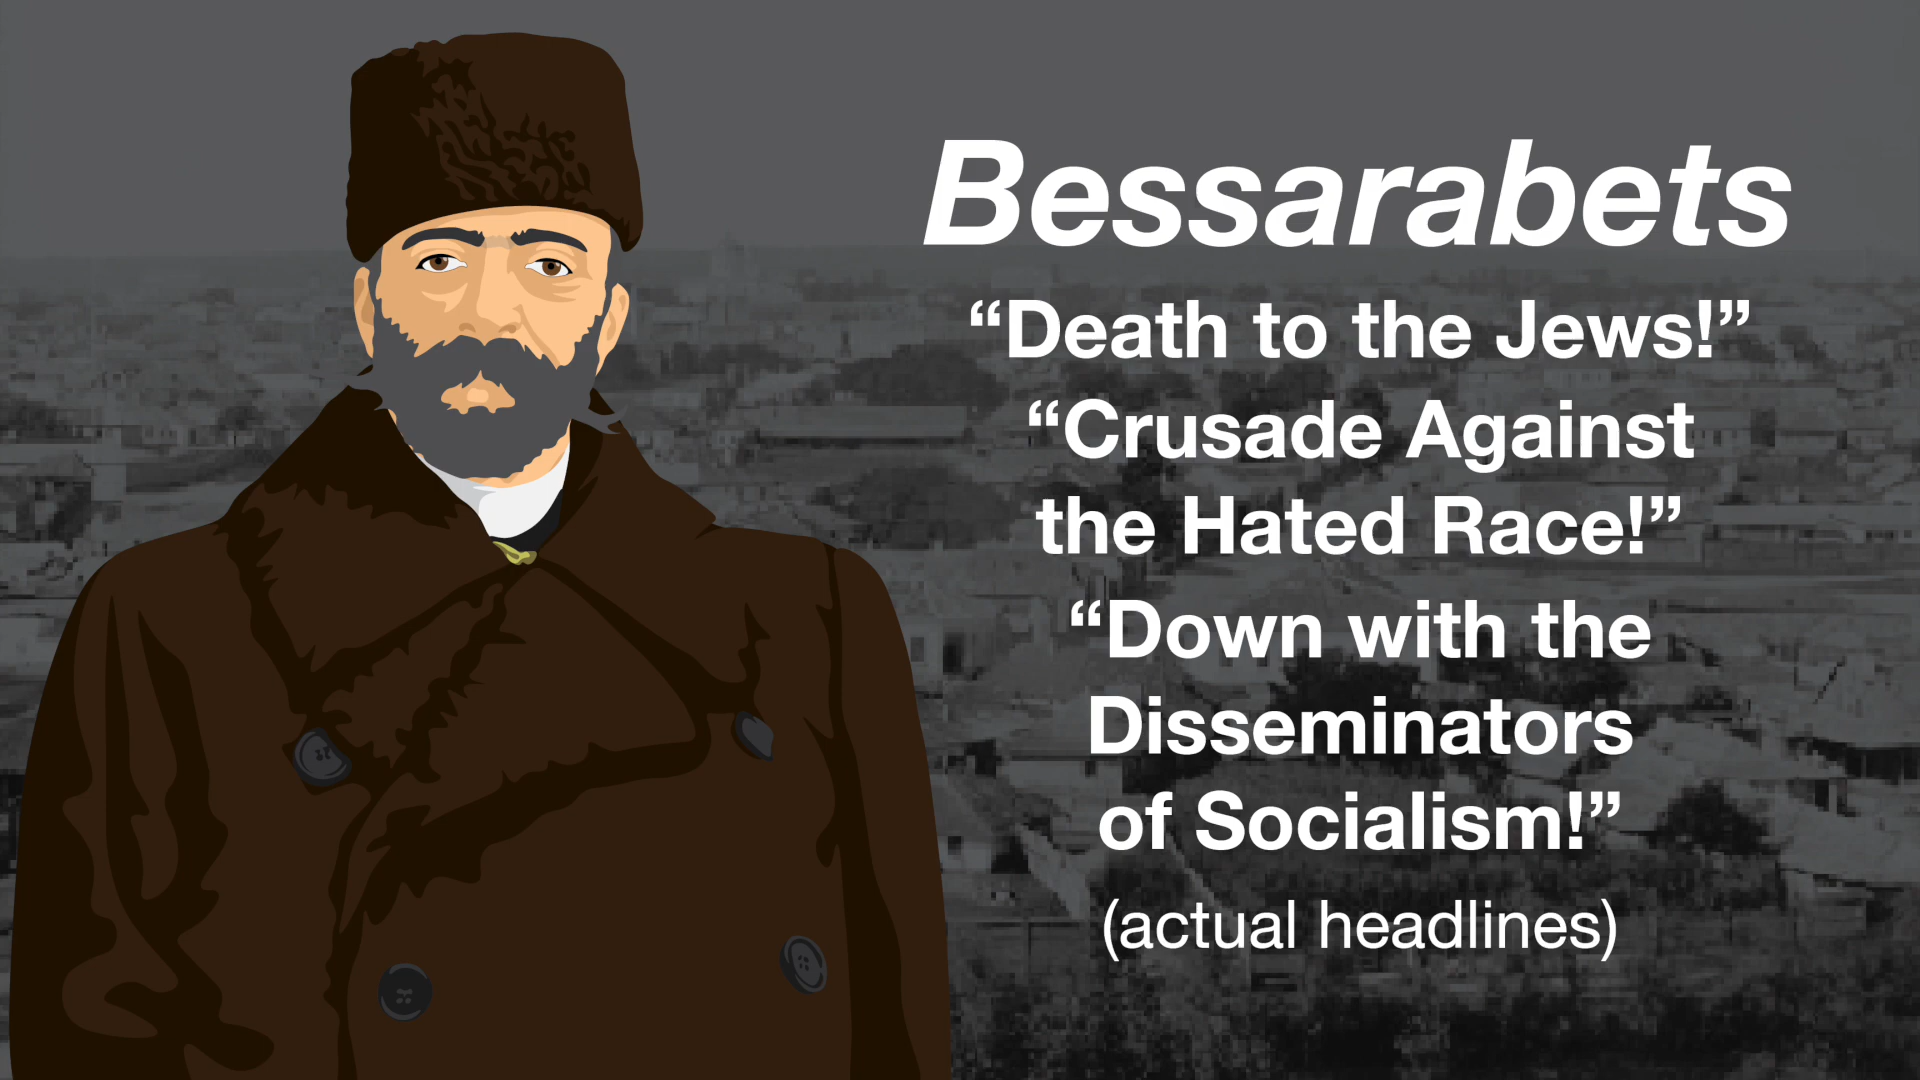 Bessarabets
“Death to the Jews!”
“Crusade Against
the Hated Race!”
“Down with the
Disseminators
of Socialism!”
(actual headlines)